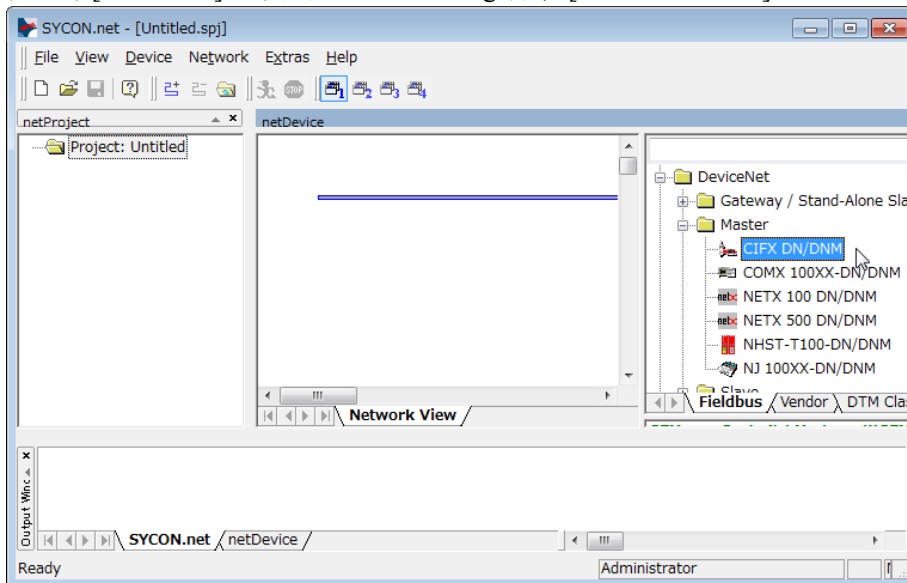 SYCON.net - [Untitled.spj]
File View Device Network Extras Help
netProject
netDevice
Project: Untitled
DeviceNet
Gateway / Stand-Alone Sla
Master
CIFX DN/DNM
COMX 100XX-DN/DNM
NETX 100 DN/DNM
NETX 500 DN/DNM
NHST-T100-DN/DNM
NJ 100XX-DN/DNM
Slave
Network View
Fieldbus Vendor DTM Cla
Output Winc
SYCON.net netDevice
Ready
Administrator